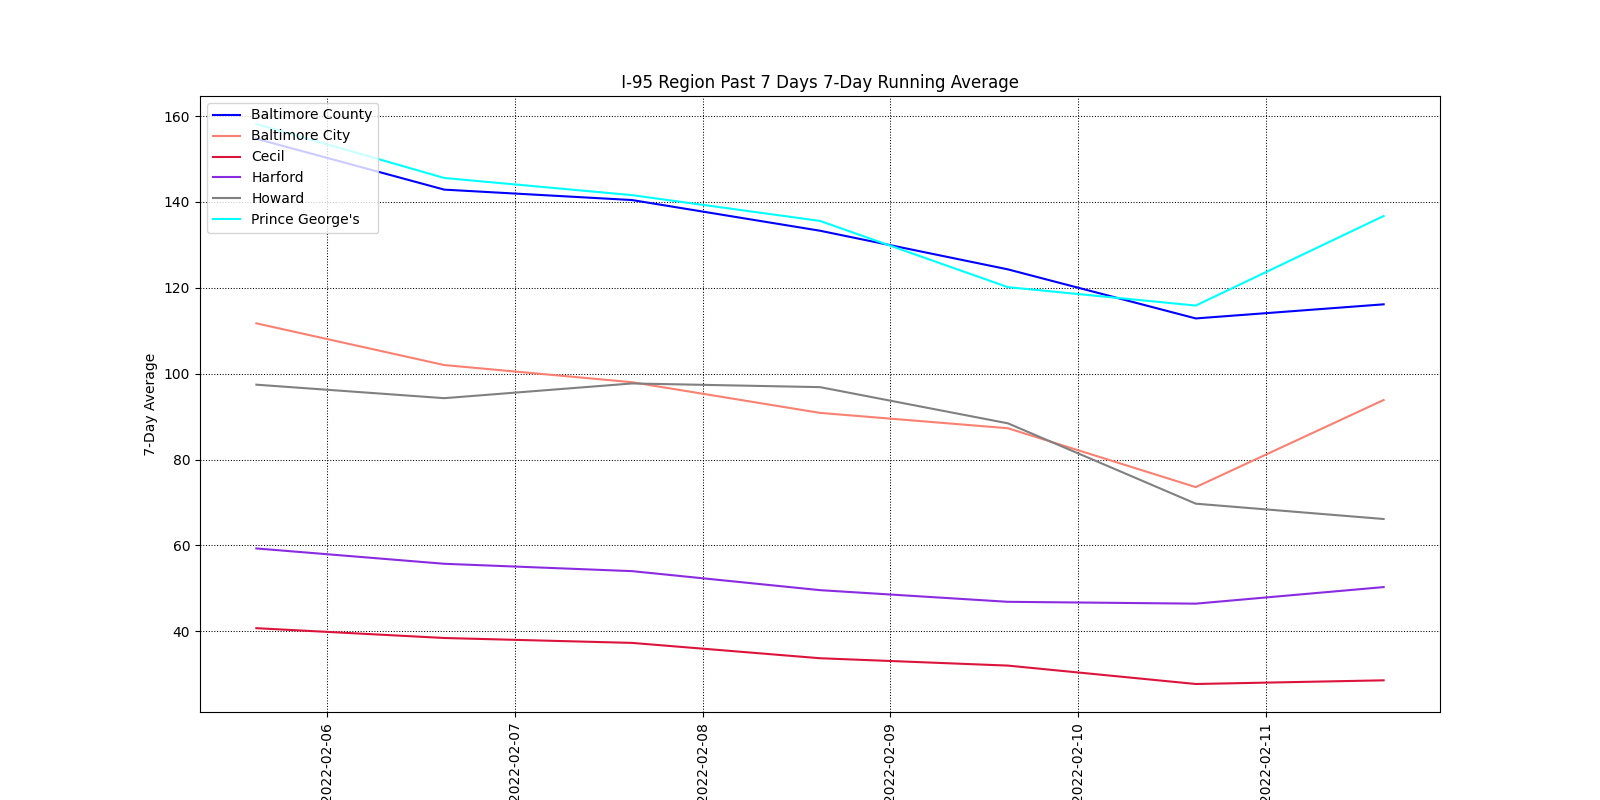 I-95 Region Past 7 Days 7-Day Running Average
Baltimore County
Baltimore City
Cecil
Harford
Howard
Prince George's
7-Day Average
160
140
120
100
80
60
40
2022-02-06
2022-02-07
2022-02-08
2022-02-09
2022-02-10
2022-02-11